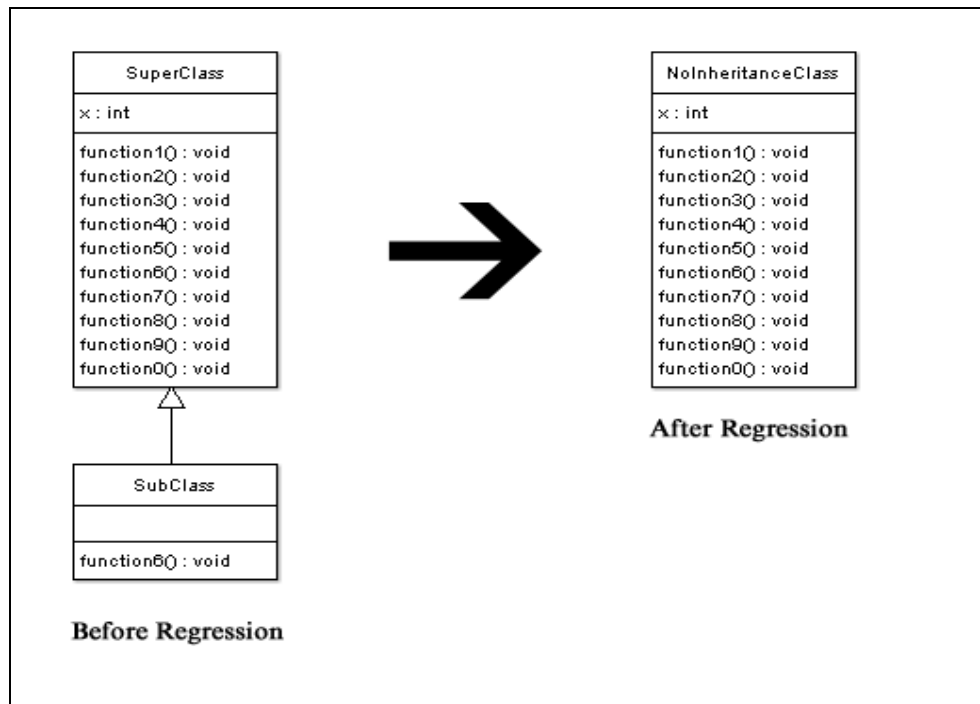 SuperClass
x : int
function1() : void
function2() : void
function3() : void
function4() : void
function5() : void
function6() : void
function7() : void
function8() : void
function9() : void
function0() : void
SubClass
function6() : void
Before Regression
NoInheritanceClass
x : int
function1() : void
function2() : void
function3() : void
function4() : void
function5() : void
function6() : void
function7() : void
function8() : void
function9() : void
function0() : void
After Regression